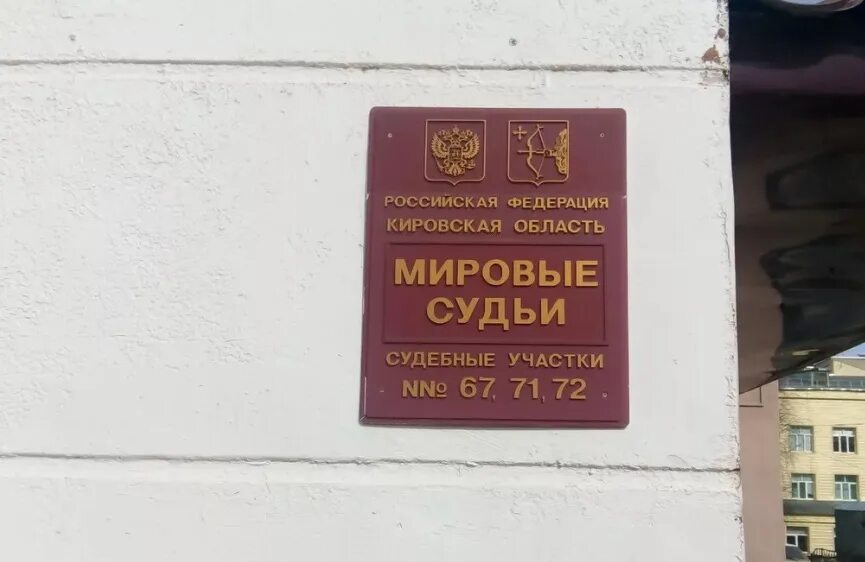 РОССИЙСКАЯ ФЕДЕРАЦИЯ
КИРОВСКАЯ ОБЛАСТЬ
МИРОВЫЕ
СУДЬИ
СУДЕБНЫЕ УЧАСТКИ
NN№ 67, 71, 72